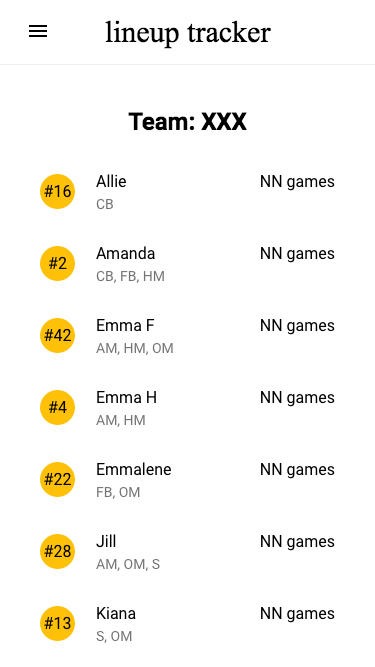 lineup tracker
Team: XXX
#16 Allie NN games
CB
#2 Amanda NN games
CB, FB, HM
#42 Emma F NN games
AM, HM, OM
#4 Emma H NN games
AM, HM
#22 Emmalene NN games
FB, OM
#28 Jill NN games
AM, OM, S
#13 Kiana NN games
S, OM